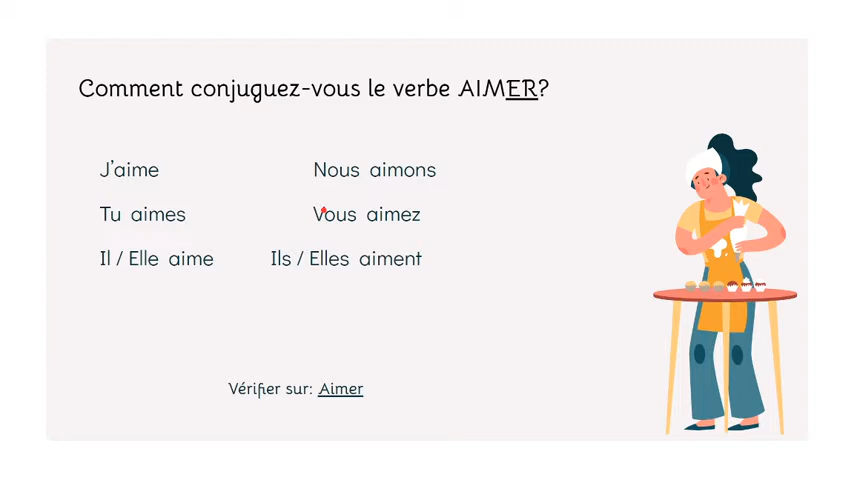 Comment conjuguez-vous le verbe AIMER?
J'aime
Tu aimes
Il / Elle aime
Nous aimons
Vous aimez
Ils / Elles aiment
Vérifier sur: Aimer